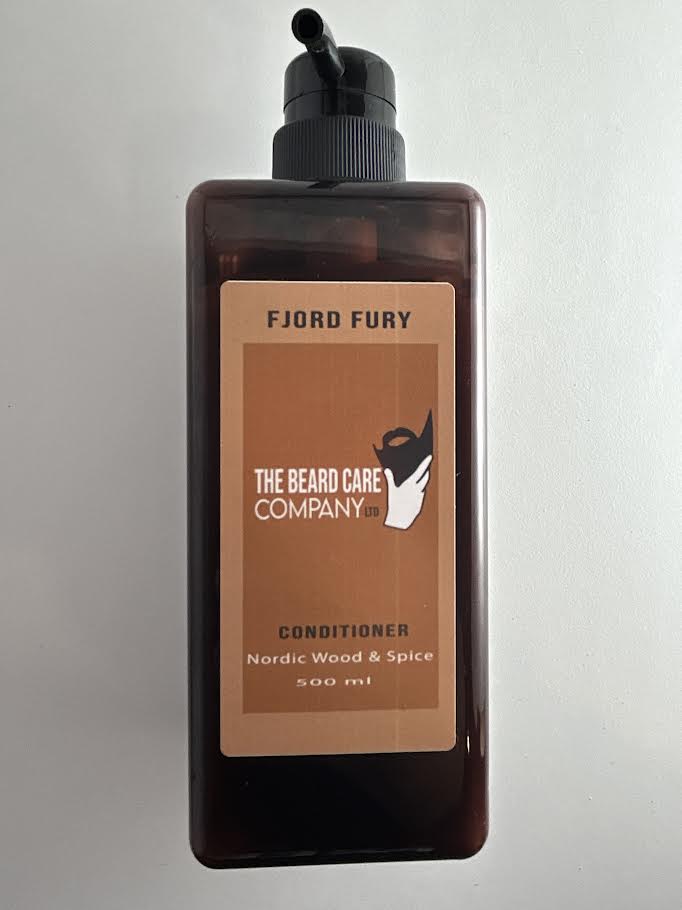 FJORD FURY
THE BEARD CARE
COMPANY LTD
CONDITIONER
Nordic Wood & Spice
500 ml